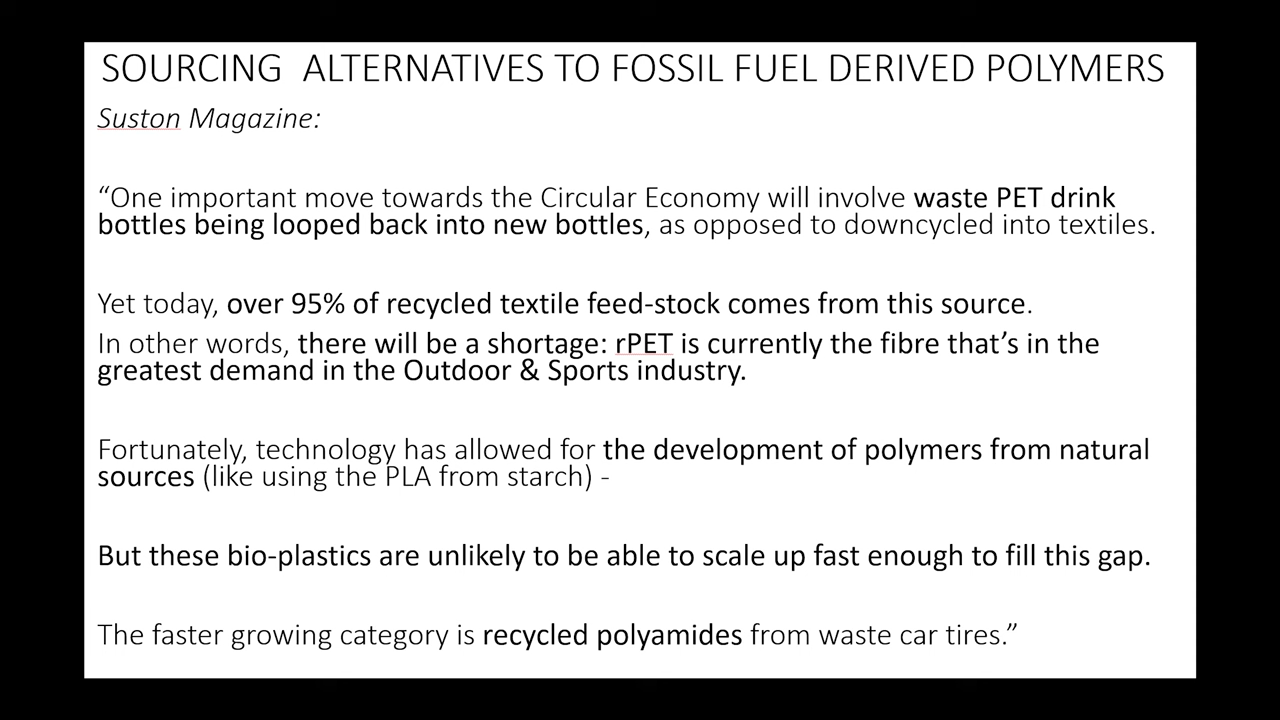 SOURCING  ALTERNATIVES TO FOSSIL FUEL DERIVED POLYMERS
Suston Magazine:
“One important move towards the Circular Economy will involve waste PET drink
bottles being looped back into new bottles, as opposed to downcycled into textiles.
Yet today, over 95% of recycled textile feed-stock comes from this source.
In other words, there will be a shortage: rPET is currently the fibre that’s in the
greatest demand in the Outdoor & Sports industry.
Fortunately, technology has allowed for the development of polymers from natural
sources (like using the PLA from starch) -
But these bio-plastics are unlikely to be able to scale up fast enough to fill this gap.
The faster growing category is recycled polyamides from waste car tires.”